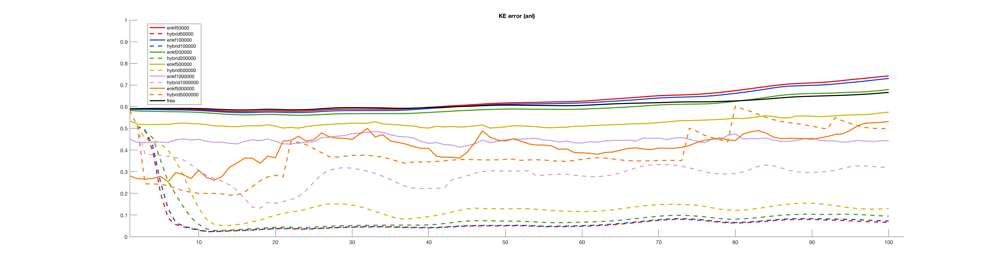 KE error (anl)
1
0.9
0.8
0.7
0.6
0.5
0.4
0.3
0.2
0.1
0
enkf50000
hybrid50000
enkf100000
hybrid100000
enkf200000
hybrid200000
enkf500000
hybrid500000
enkf1000000
hybrid1000000
enkf5000000
hybrid5000000
free
10 20 30 40 50 60 70 80 90 100